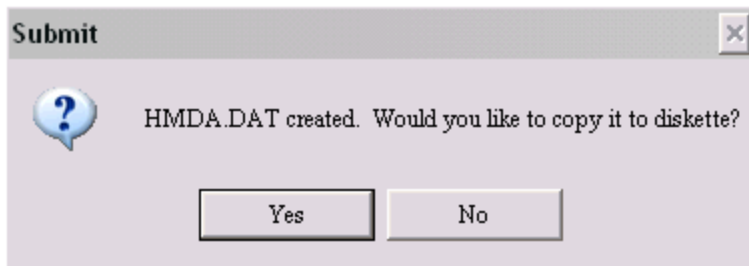 Submit
HMDA.DAT created.  Would you like to copy it to diskette?
Yes
No